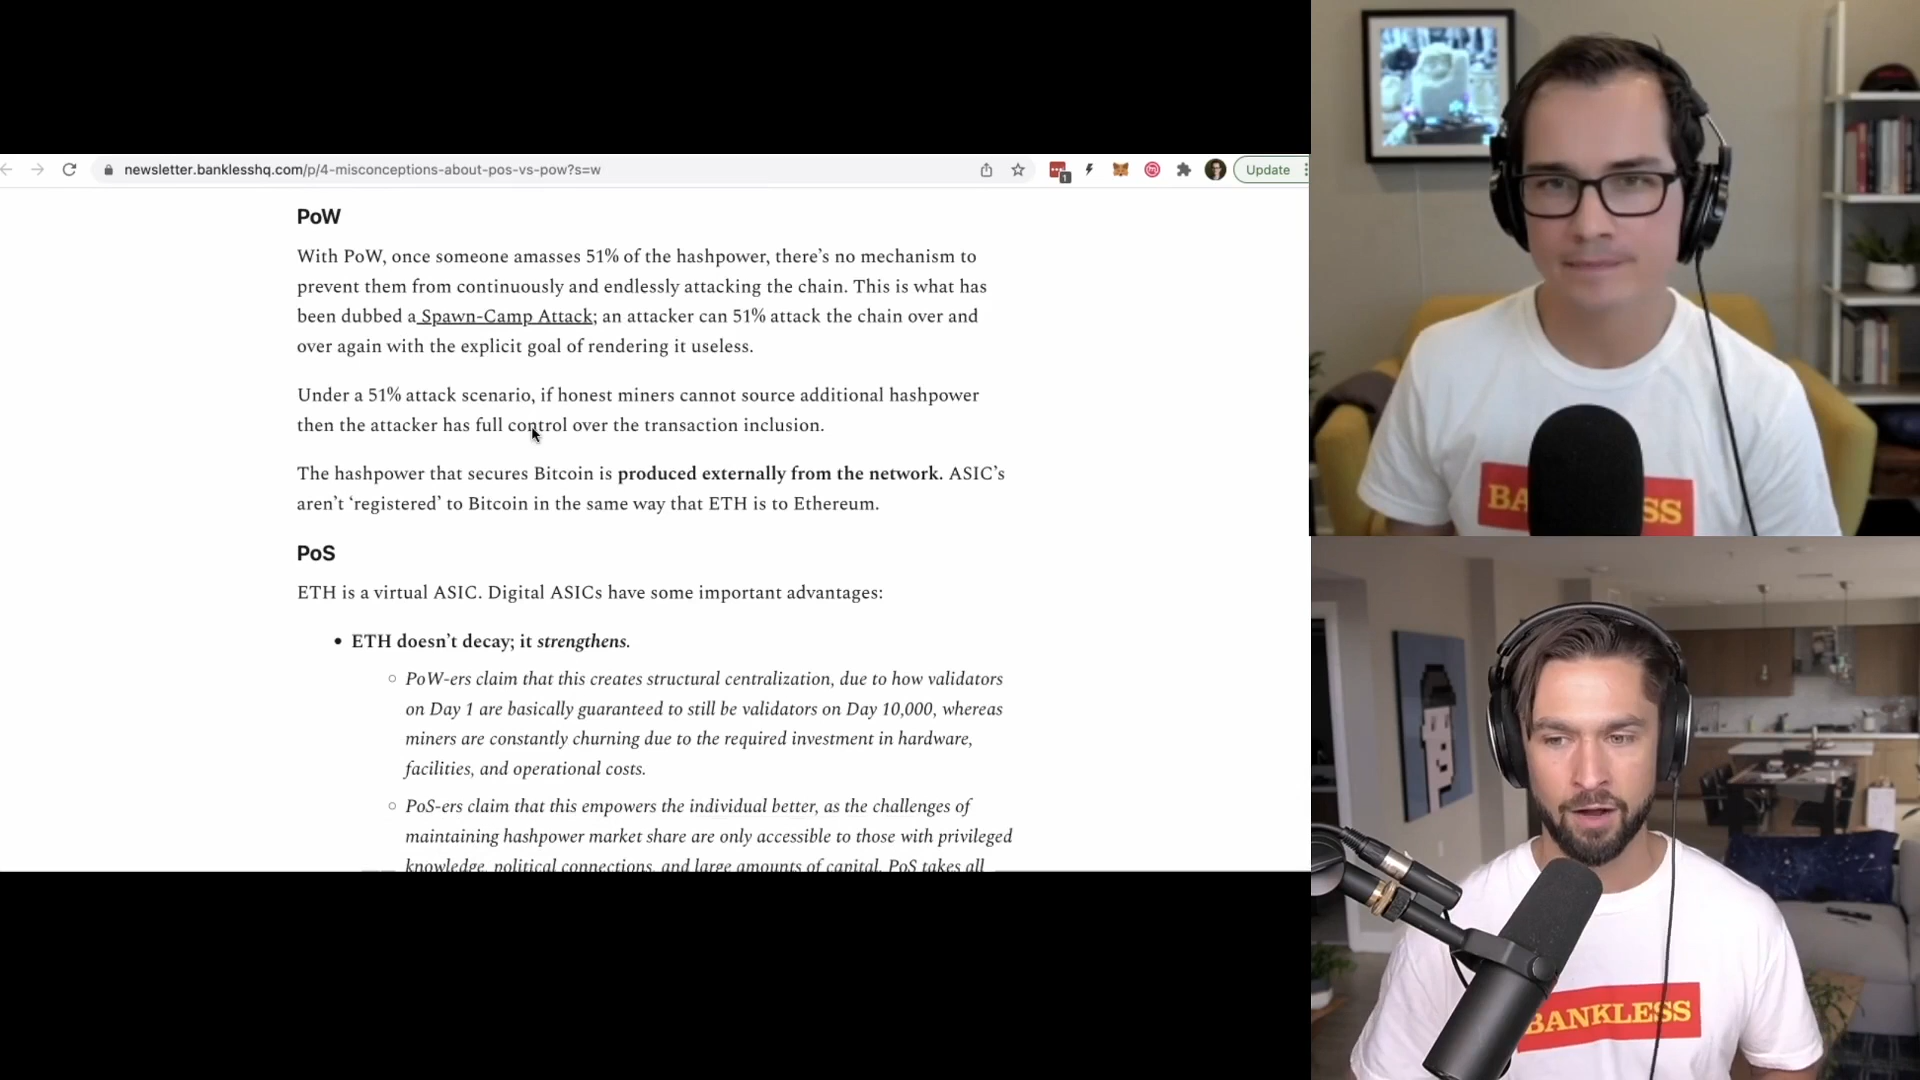 newsletter.banklesshq.com/p/4-misconceptions-about-pos-vs-pow?s=w
1
Update
PoW
With PoW, once someone amasses 51% of the hashpower, there’s no mechanism to
prevent them from continuously and endlessly attacking the chain. This is what has
been dubbed a Spawn-Camp Attack; an attacker can 51% attack the chain over and
over again with the explicit goal of rendering it useless.
Under a 51% attack scenario, if honest miners cannot source additional hashpower
then the attacker has full control over the transaction inclusion.
The hashpower that secures Bitcoin is produced externally from the network. ASIC’s
aren’t ‘registered’ to Bitcoin in the same way that ETH is to Ethereum.
PoS
ETH is a virtual ASIC. Digital ASICs have some important advantages:
• ETH doesn’t decay; it strengthens.
○ PoW-ers claim that this creates structural centralization, due to how validators
on Day 1 are basically guaranteed to still be validators on Day 10,000, whereas
miners are constantly churning due to the required investment in hardware,
facilities, and operational costs.
○ PoS-ers claim that this empowers the individual better, as the challenges of
maintaining hashpower market share are only accessible to those with privileged
knowledge, political connections, and large amounts of capital. PoS takes all
BA SS
BANKLESS